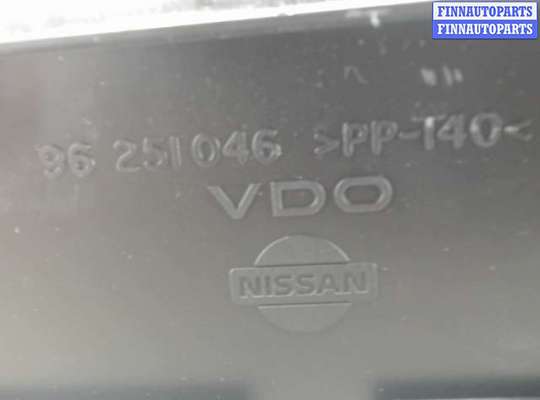 FINNAUTOPARTS
FINNAUTOPARTS
96 251046 >PP-T40<
VDO
NISSAN